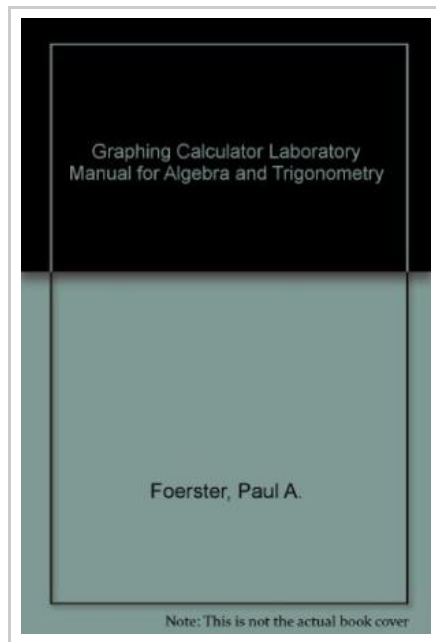 Graphing Calculator Laboratory
Manual for Algebra and Trigonometry
Foerster, Paul A.
Note: This is not the actual book cover